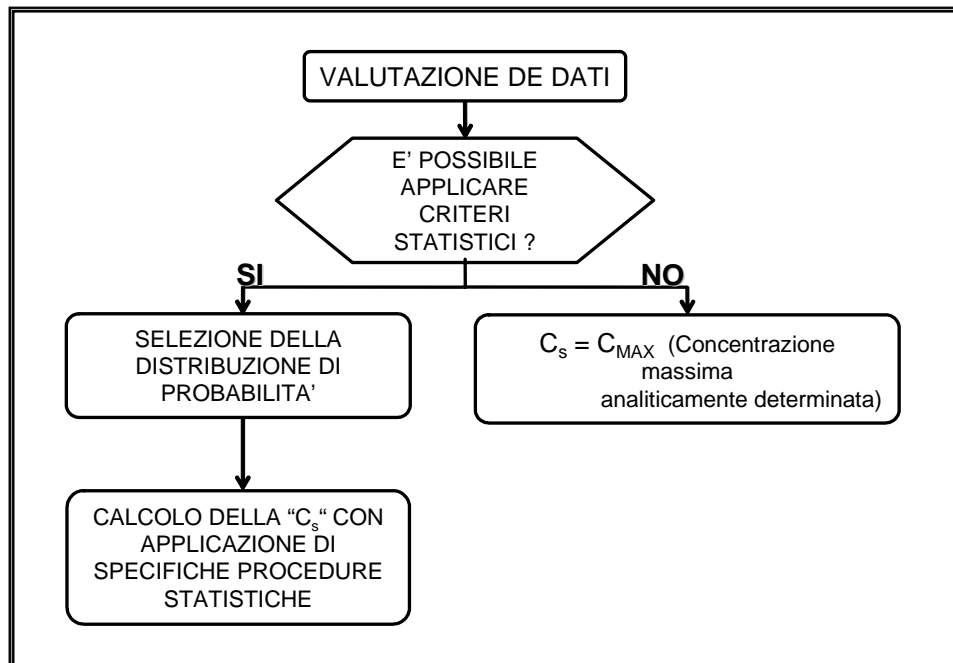 VALUTAZIONE DE DATI
E' POSSIBILE
APPLICARE
CRITERI
STATISTICI ?
SI
NO
SELEZIONE DELLA
DISTRIBUZIONE DI
PROBABILITA'
Cs = CMAX (Concentrazione
massima
analiticamente determinata)
CALCOLO DELLA “Cs“ CON
APPLICAZIONE DI
SPECIFICHE PROCEDURE
STATISTICHE